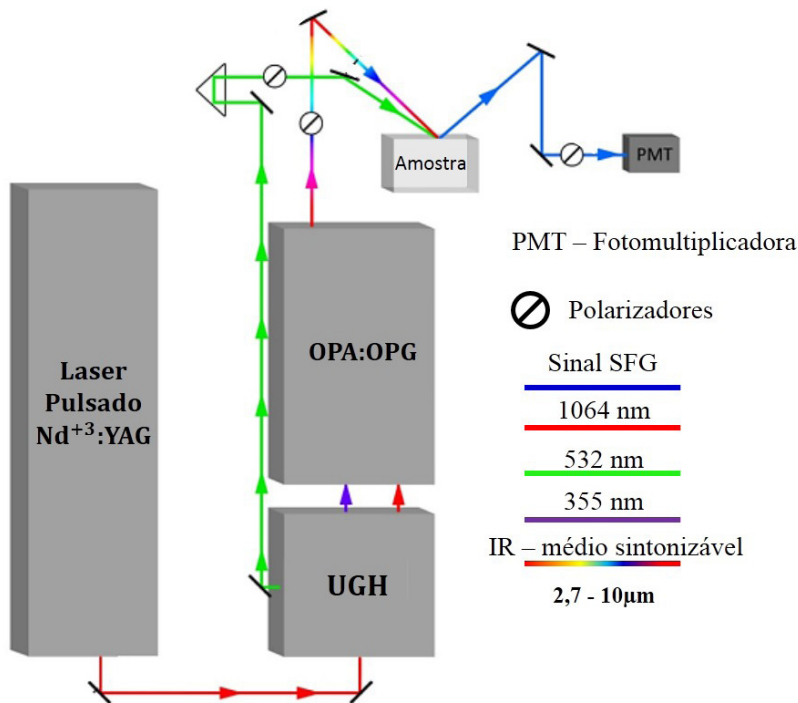 Amostra
PMT
PMT – Fotomultiplicadora
Polarizadores
OPA:OPG
Laser
Pulsado
Nd⁺³:YAG
Sinal SFG
1064 nm
532 nm
355 nm
IR – médio sintonizável
2,7 - 10µm
UGH